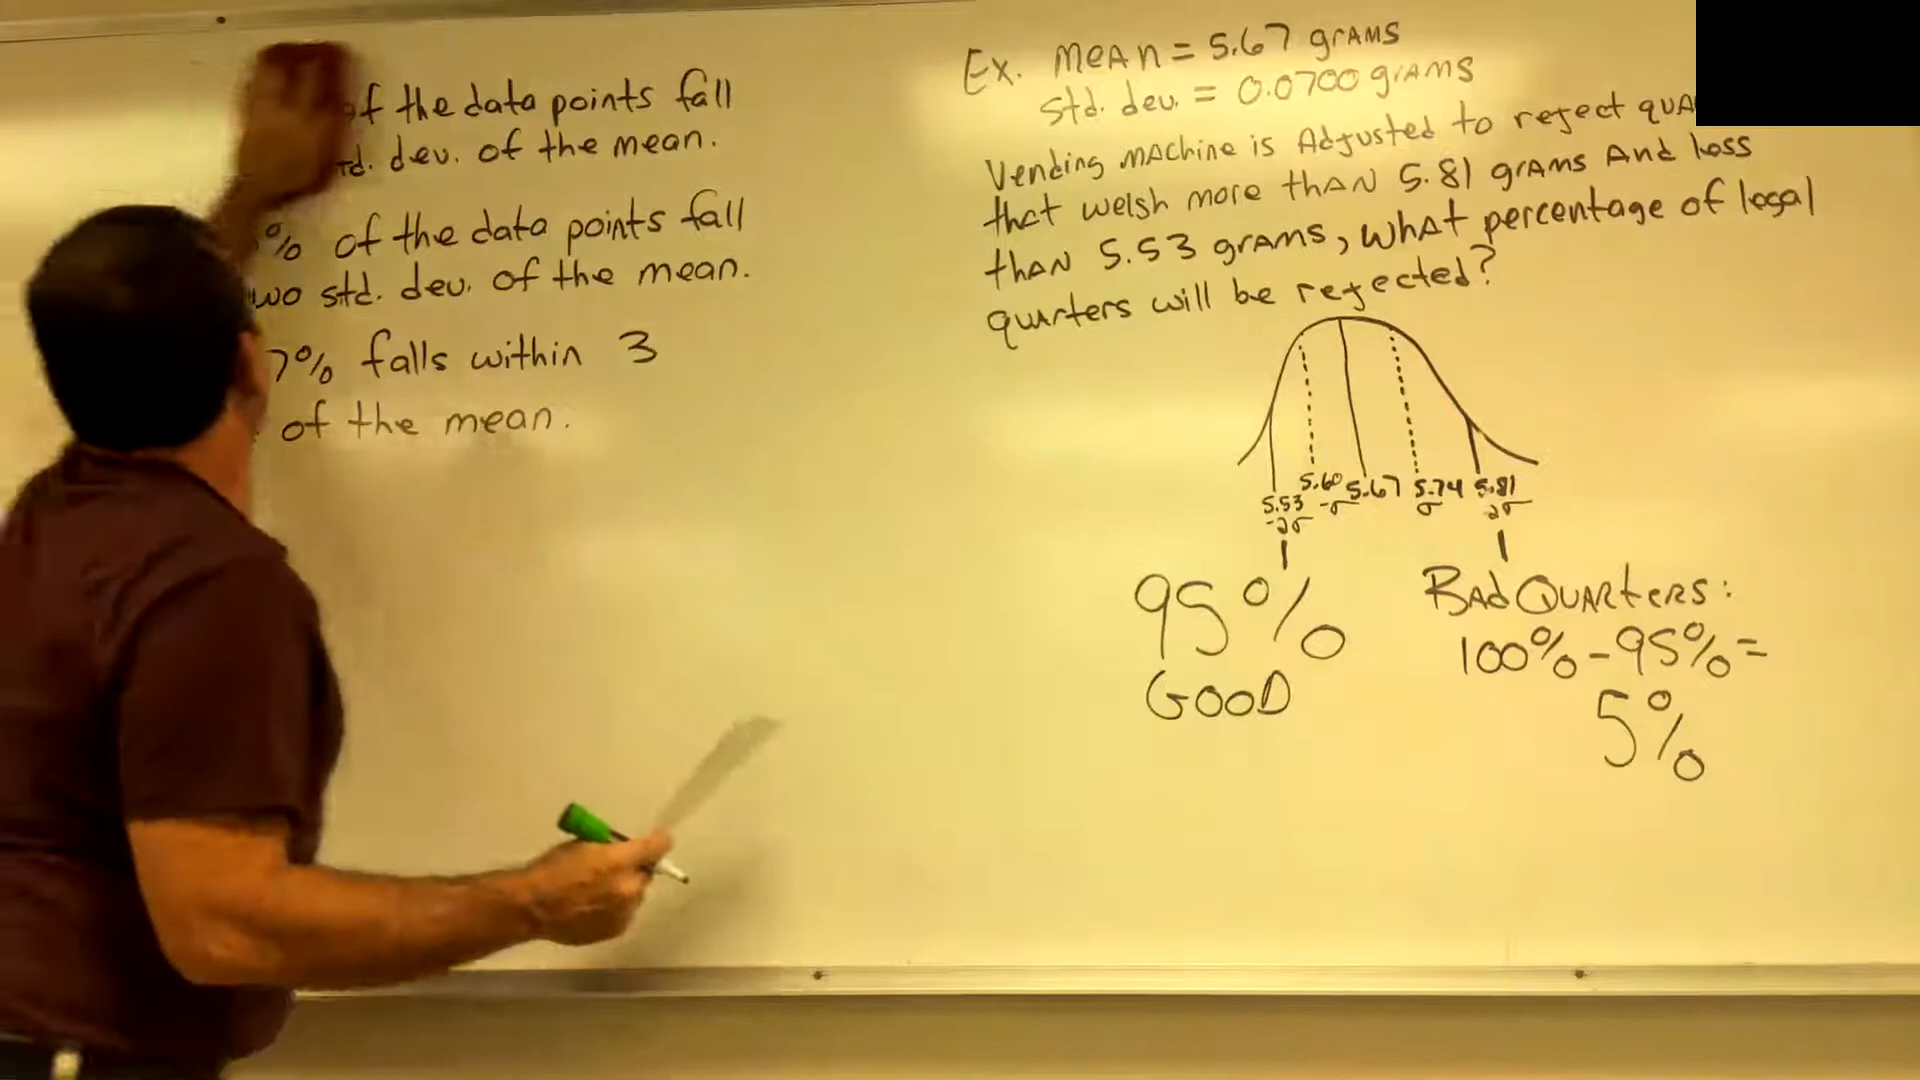 of the data points fall
dev. of the mean.
% of the data points fall
std. dev. of the mean.
7% falls within 3
of the mean.
Ex. mean = 5.67 grams
std. dev. = 0.0700 grams
Vending machine is Adjusted to reject
that weigh more than 5.81 grams And less
than 5.53 grams, what percentage of legal
quarters will be rejected?
5.53 5.60 5.67 5.74 5.81
-2σ -σ σ 2σ
95%
GOOD
Bad Quarters:
100% - 95% =
5%